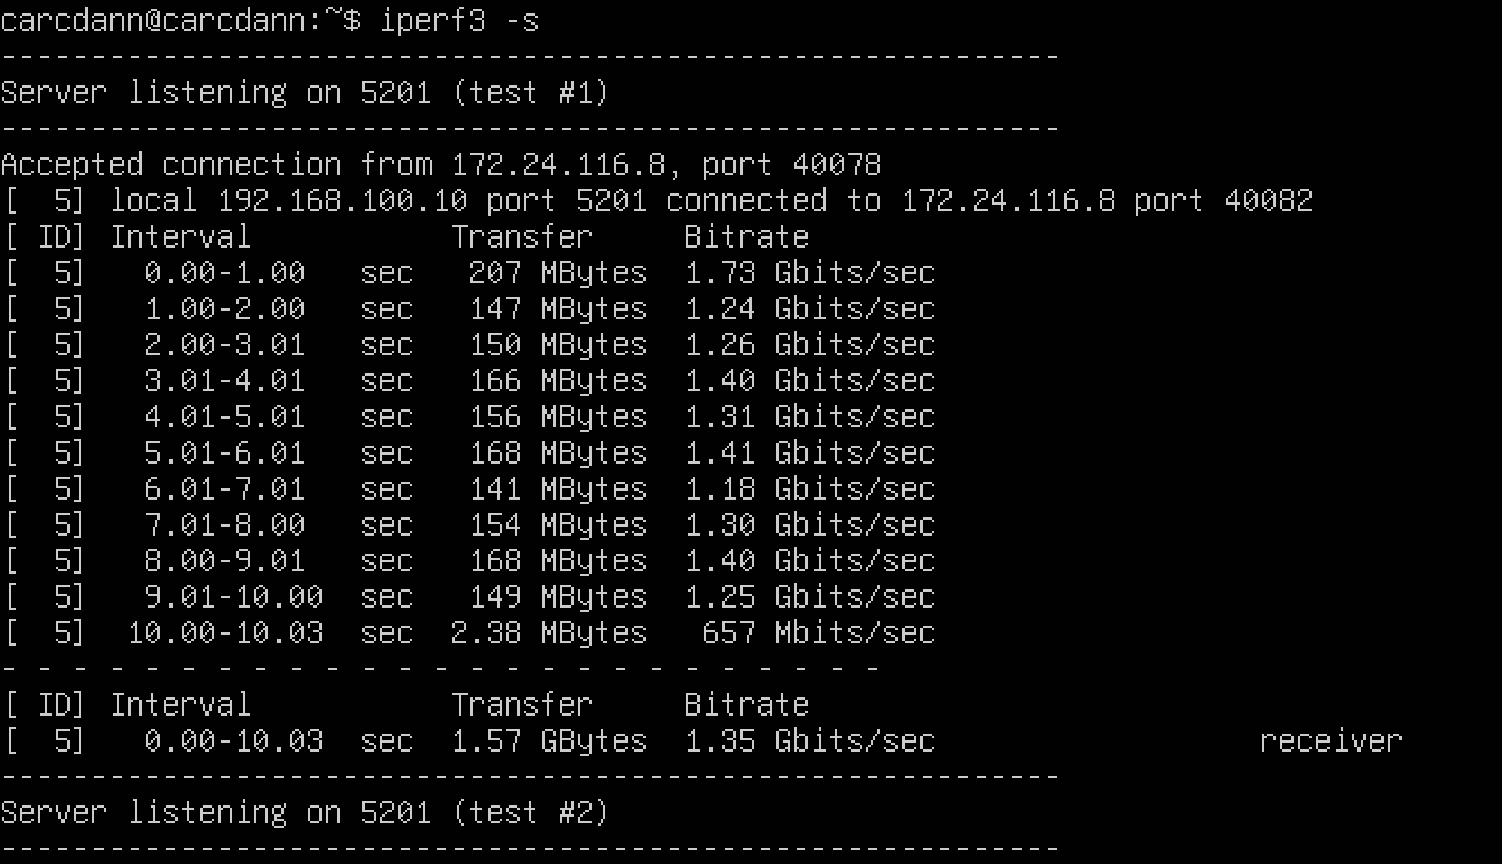 carcdann@carcdann:~$ iperf3 -s
-----------------------------------------------------------
Server listening on 5201 (test #1)
-----------------------------------------------------------
Accepted connection from 172.24.116.8, port 40078
[  5] local 192.168.100.10 port 5201 connected to 172.24.116.8 port 40082
[ ID] Interval           Transfer     Bitrate
[  5]   0.00-1.00   sec   207 MBytes  1.73 Gbits/sec
[  5]   1.00-2.00   sec   147 MBytes  1.24 Gbits/sec
[  5]   2.00-3.01   sec   150 MBytes  1.26 Gbits/sec
[  5]   3.01-4.01   sec   166 MBytes  1.40 Gbits/sec
[  5]   4.01-5.01   sec   156 MBytes  1.31 Gbits/sec
[  5]   5.01-6.01   sec   168 MBytes  1.41 Gbits/sec
[  5]   6.01-7.01   sec   141 MBytes  1.18 Gbits/sec
[  5]   7.01-8.00   sec   154 MBytes  1.30 Gbits/sec
[  5]   8.00-9.01   sec   168 MBytes  1.40 Gbits/sec
[  5]   9.01-10.00  sec   149 MBytes  1.25 Gbits/sec
[  5]  10.00-10.03  sec  2.38 MBytes   657 Mbits/sec
- - - - - - - - - - - - - - - - - - - - - - - - -
[ ID] Interval           Transfer     Bitrate
[  5]   0.00-10.03  sec  1.57 GBytes  1.35 Gbits/sec                  receiver
-----------------------------------------------------------
Server listening on 5201 (test #2)
-----------------------------------------------------------